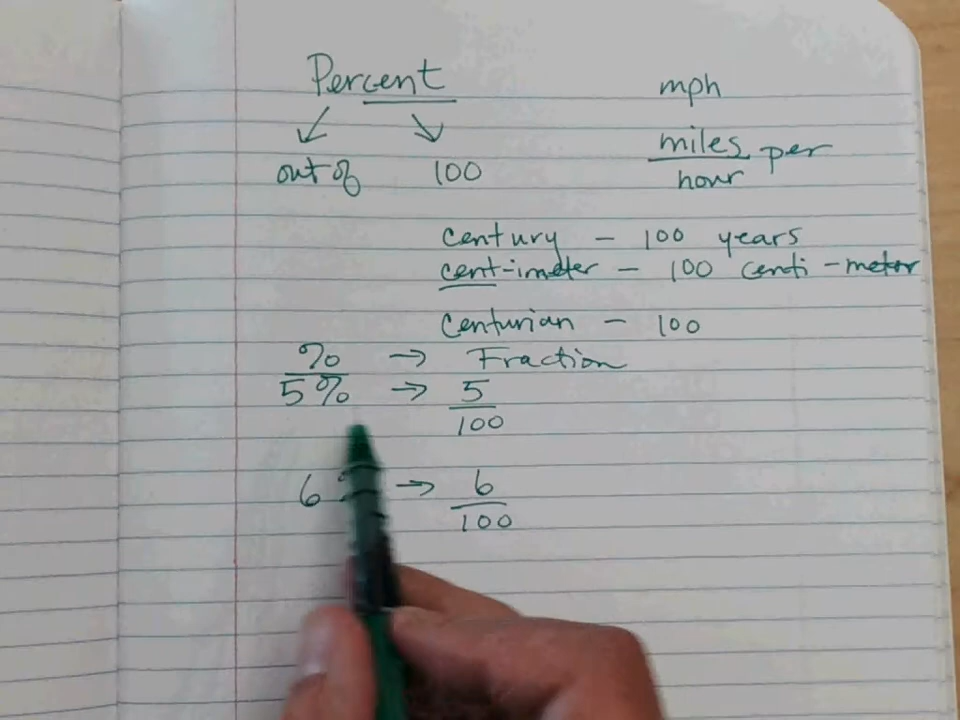 Percent mph
out of 100 miles per
hour
century - 100 years
cent-imeter - 100 centi-meter
Centurian - 100
% → Fraction
5% → 5
100
6 → 6
100